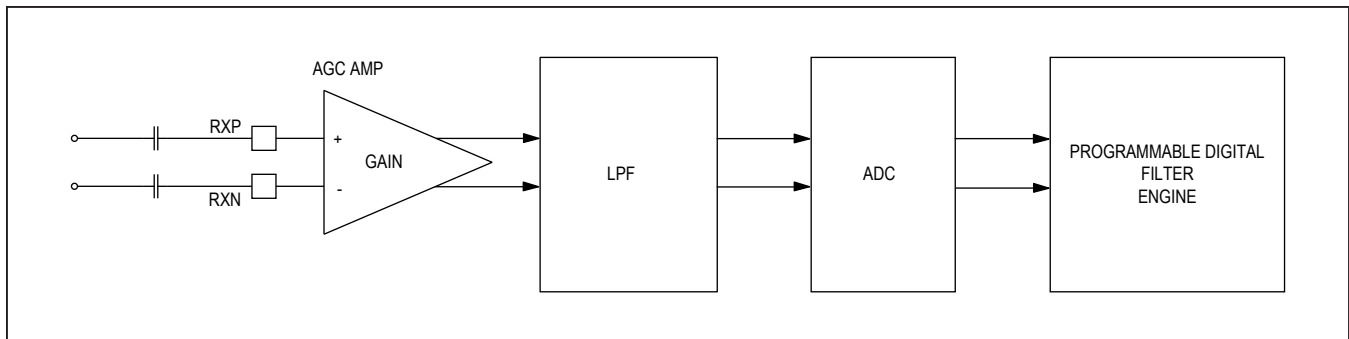 AGC AMP
RXP
+
GAIN
-
RXN
LPF
ADC
PROGRAMMABLE DIGITAL
FILTER
ENGINE